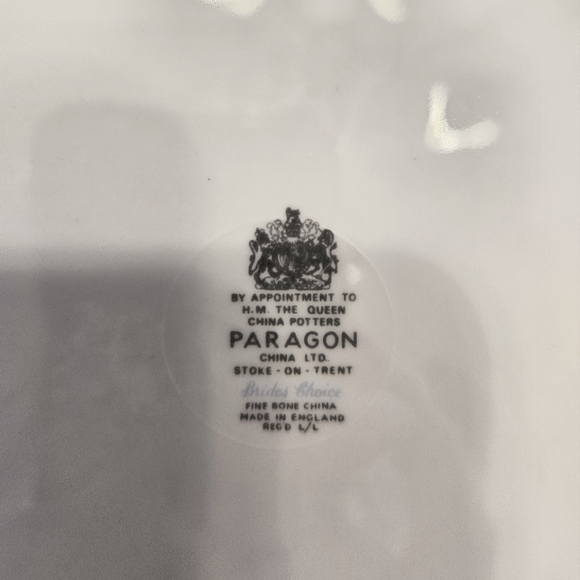 BY APPOINTMENT TO
H.M. THE QUEEN
CHINA POTTERS
PARAGON
CHINA LTD.
STOKE-ON-TRENT
Brides Choice
FINE BONE CHINA
MADE IN ENGLAND
REG'D L/L